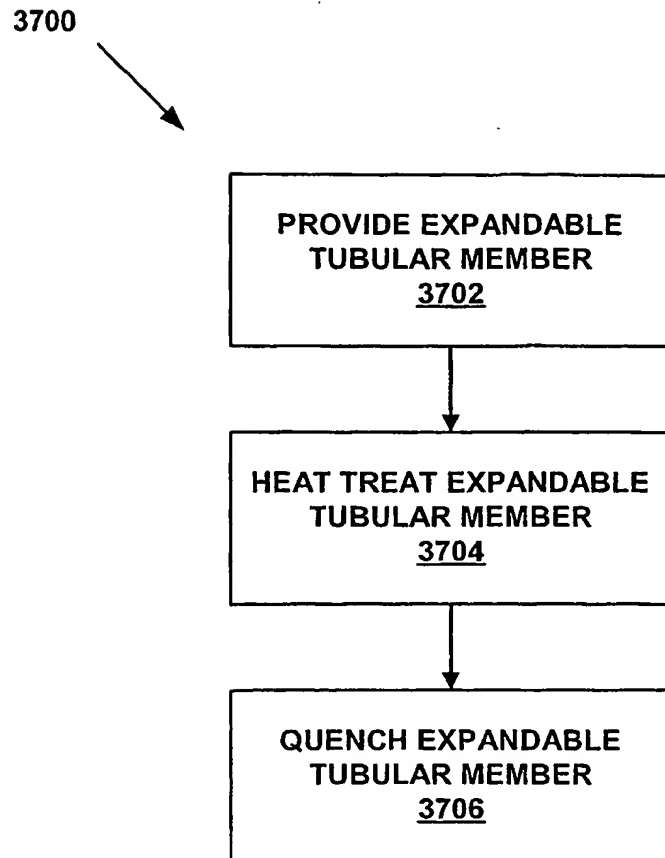 3700
PROVIDE EXPANDABLE
TUBULAR MEMBER
3702
HEAT TREAT EXPANDABLE
TUBULAR MEMBER
3704
QUENCH EXPANDABLE
TUBULAR MEMBER
3706